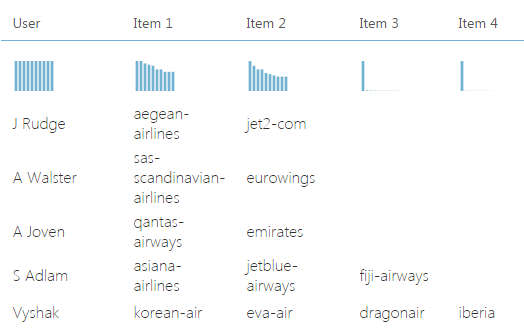 User Item 1 Item 2 Item 3 Item 4
J Rudge aegean-airlines jet2-com
A Walster sas-scandinavian-airlines eurowings
A Joven qantas-airways emirates
S Adlam asiana-airlines jetblue-airways fiji-airways
Vyshak korean-air eva-air dragonair iberia